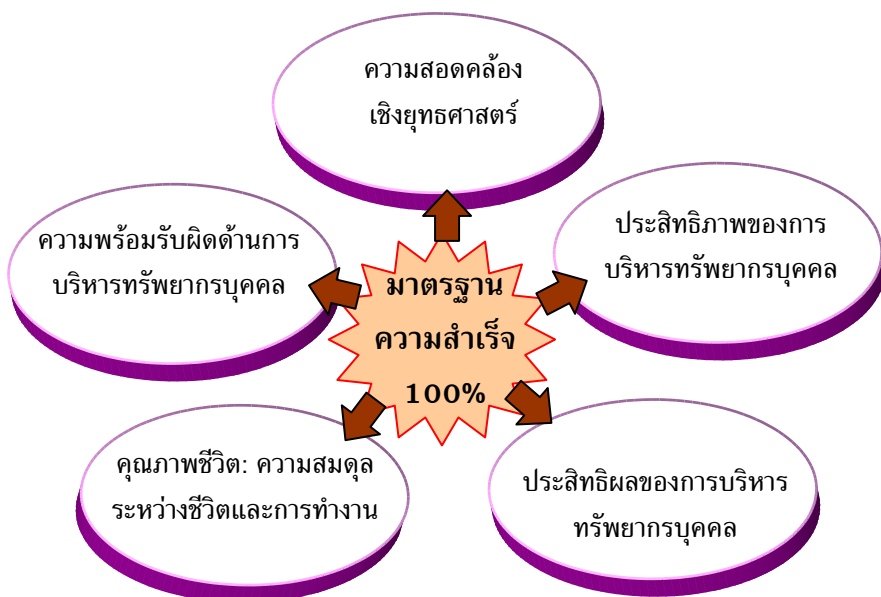 ความสอดคล้อง
เชิงยุทธศาสตร์
ประสิทธิภาพของการ
บริหารทรัพยากรบุคคล
ความพร้อมรับผิดด้านการ
บริหารทรัพยากรบุคคล
มาตรฐาน
ความสำเร็จ
100%
คุณภาพชีวิต: ความสมดุล
ระหว่างชีวิตและการทำงาน
ประสิทธิผลของการบริหาร
ทรัพยากรบุคคล